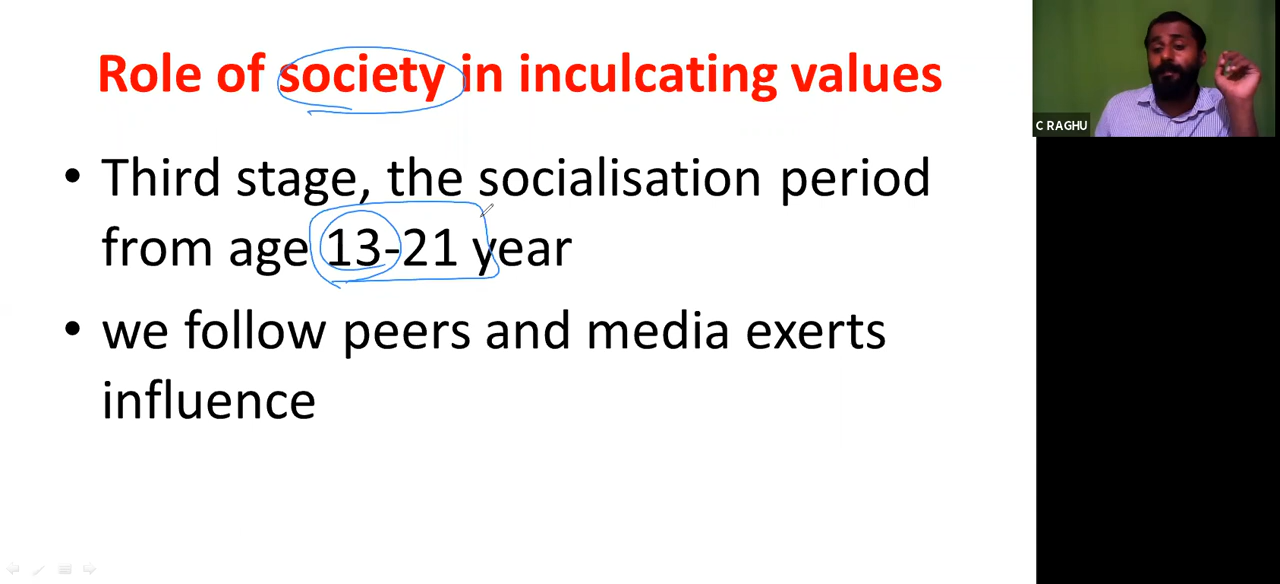 Role of society in inculcating values
• Third stage, the socialisation period
from age 13-21 year
• we follow peers and media exerts
influence
C RAGHU